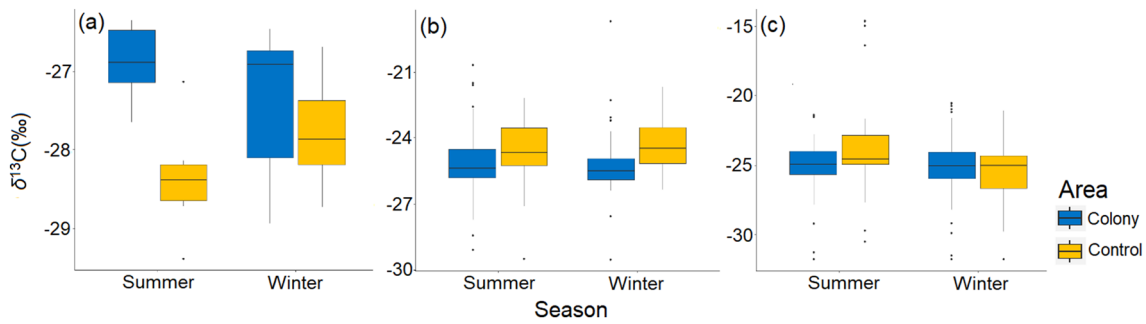 (a)
(b)
(c)
-27
-28
-29
-21
-24
-27
-30
-15
-20
-25
-30
δ¹³C(‰)
Summer Winter
Summer Winter
Summer Winter
Season
Area
Colony
Control